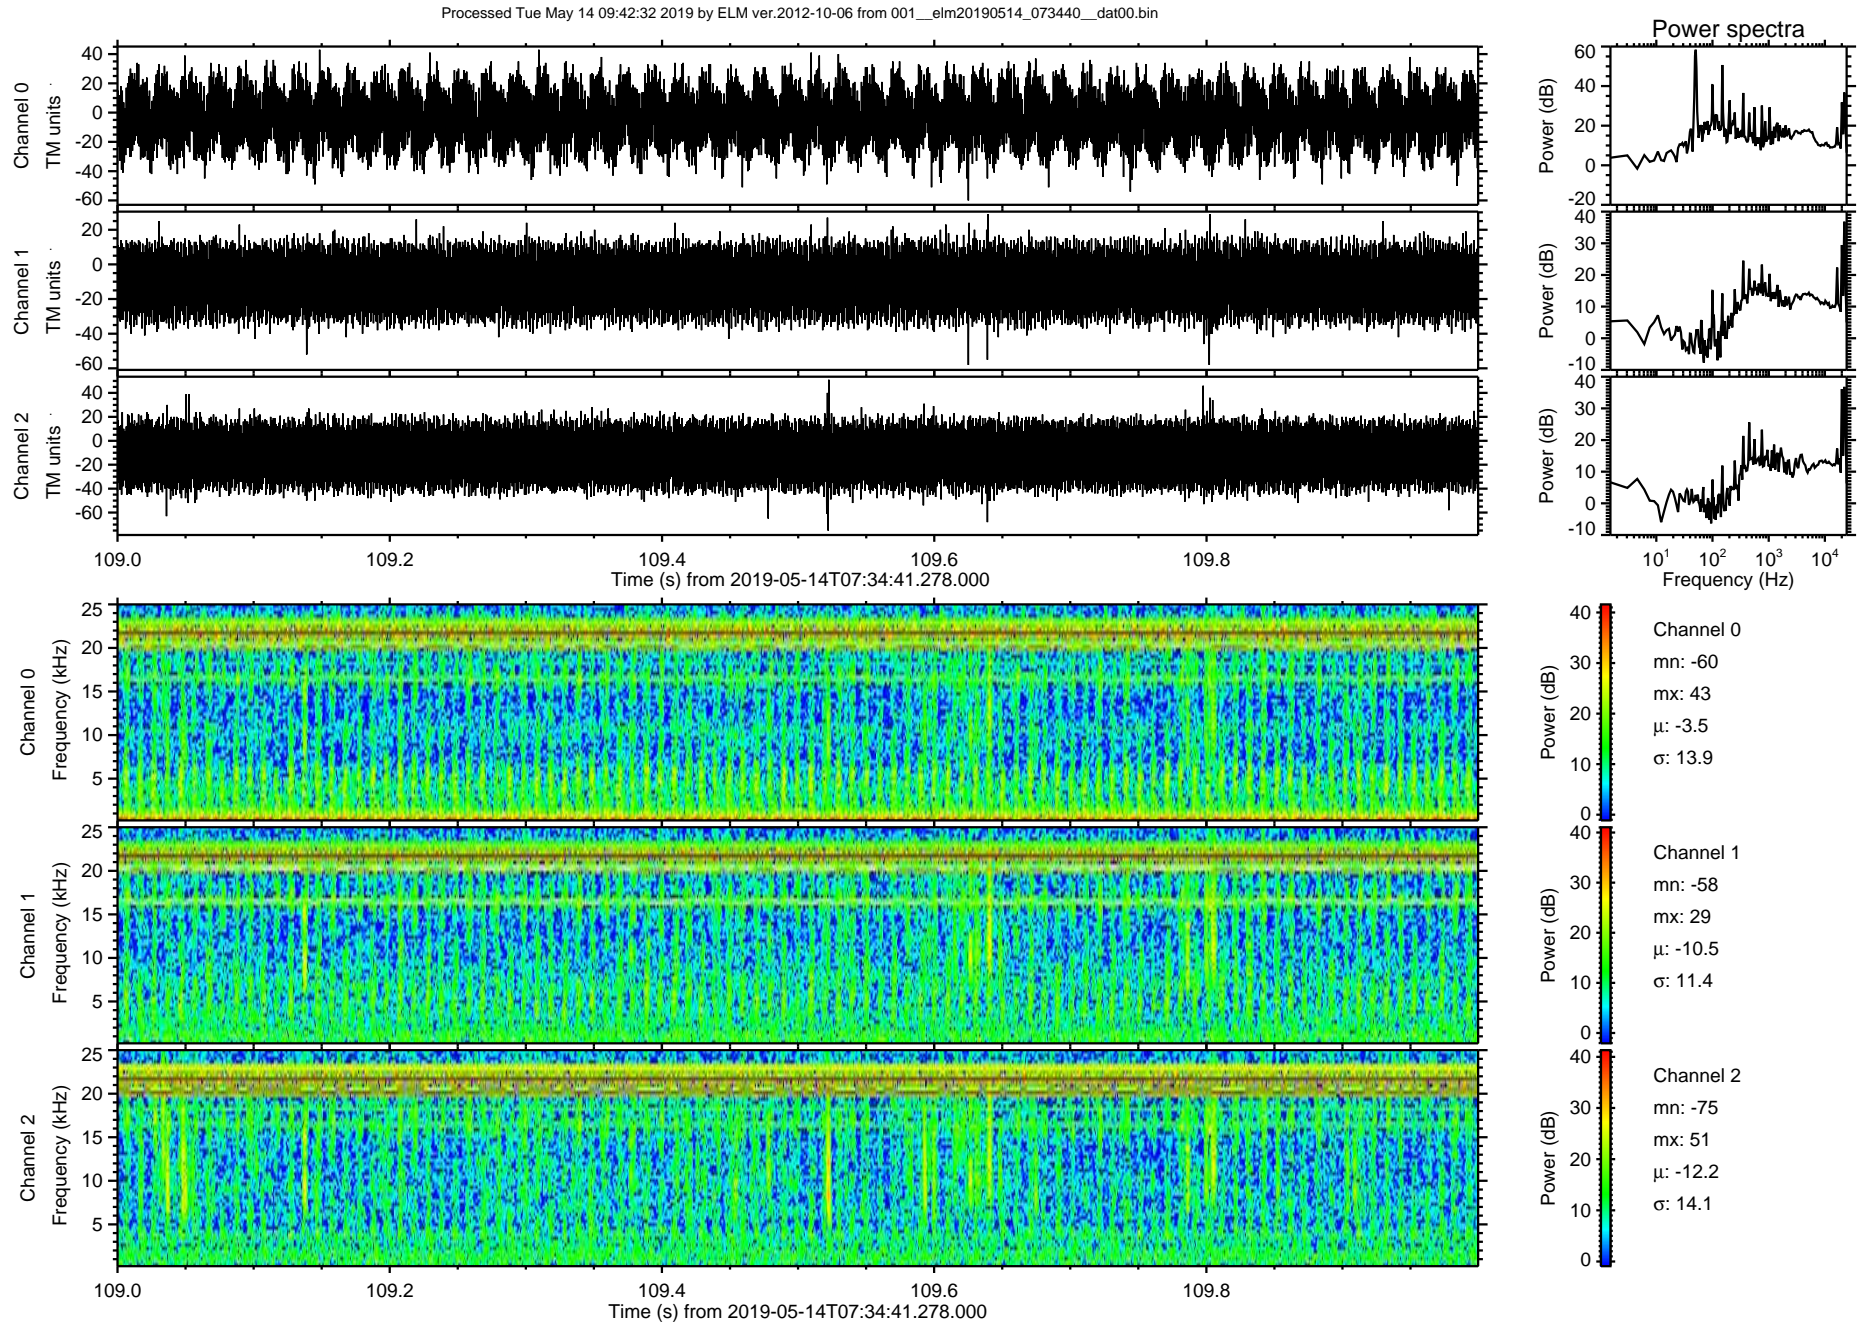 Processed Tue May 14 09:42:32 2019 by ELM ver.2012-10-06 from 001__elm20190514_073440__dat00.bin
Power spectra
Channel 0
TM units
40
20
0
-20
-40
-60
Power (dB)
60
40
20
0
-20
Channel 1
TM units
20
0
-20
-40
-60
Power (dB)
40
30
20
10
0
-10
Channel 2
TM units
40
20
0
-20
-40
-60
Power (dB)
40
30
20
10
0
-10
109.0 109.2 109.4 109.6 109.8
Time (s) from 2019-05-14T07:34:41.278.000
10^1 10^2 10^3 10^4
Frequency (Hz)
Channel 0
Frequency (kHz)
25
20
15
10
5
Power (dB)
40
30
20
10
0
Channel 0
mn: -60
mx: 43
μ: -3.5
σ: 13.9
Channel 1
Frequency (kHz)
25
20
15
10
5
Power (dB)
40
30
20
10
0
Channel 1
mn: -58
mx: 29
μ: -10.5
σ: 11.4
Channel 2
Frequency (kHz)
25
20
15
10
5
Power (dB)
40
30
20
10
0
Channel 2
mn: -75
mx: 51
μ: -12.2
σ: 14.1
109.0 109.2 109.4 109.6 109.8
Time (s) from 2019-05-14T07:34:41.278.000